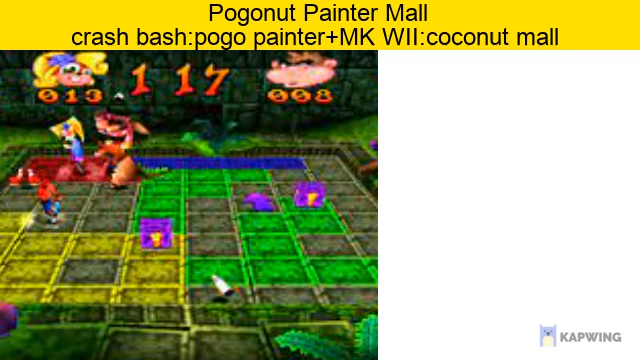 Pogonut Painter Mall
crash bash:pogo painter+MK WII:coconut mall
1 17
013 008
KAPWING